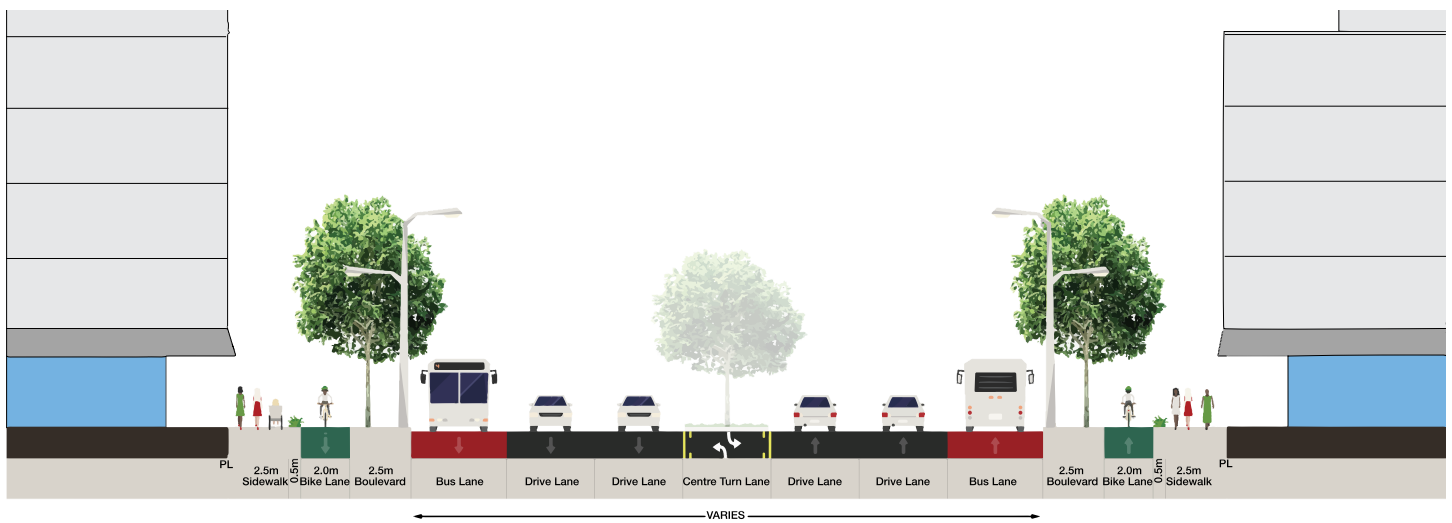 PL
2.5m
Sidewalk
0.5m
2.0m
Bike Lane
2.5m
Boulevard
Bus Lane
Drive Lane
Drive Lane
Centre Turn Lane
Drive Lane
Drive Lane
Bus Lane
2.5m
Boulevard
2.0m
Bike Lane
0.5m
2.5m
Sidewalk
PL
VARIES